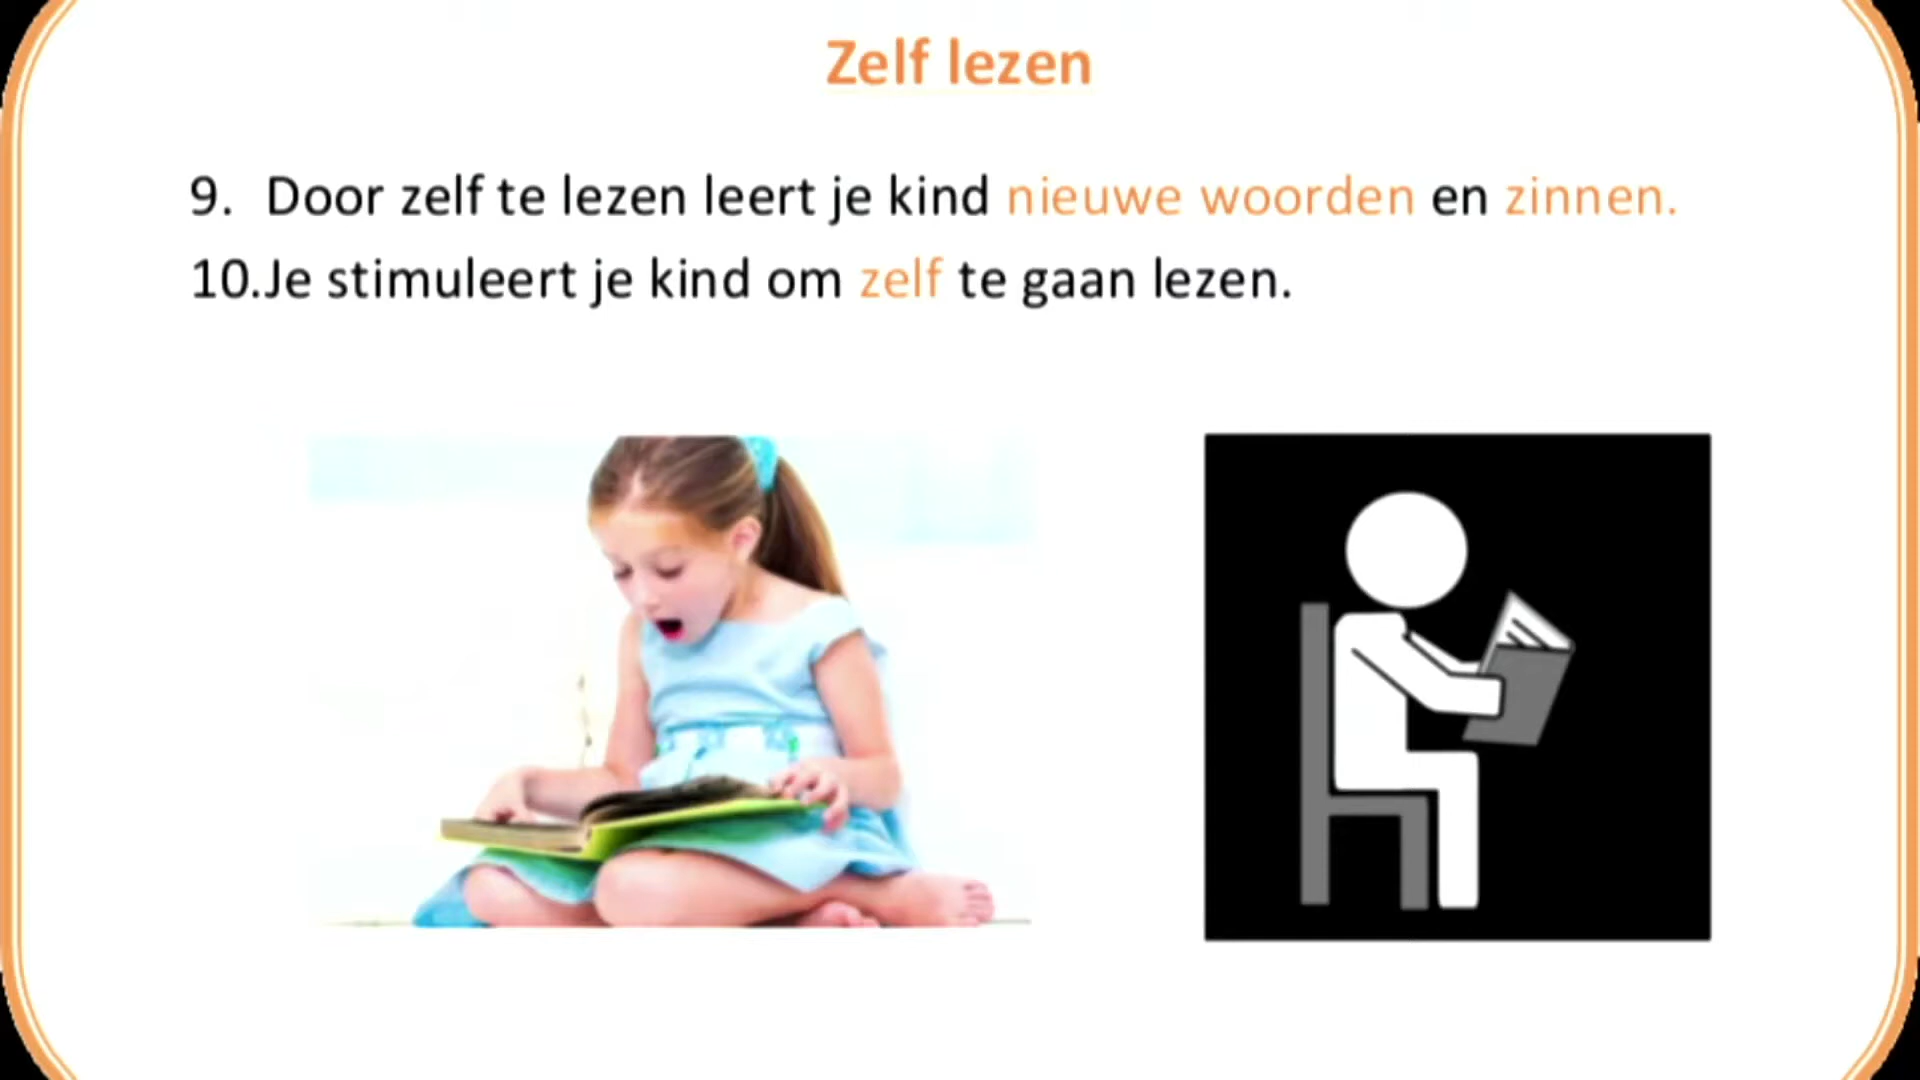 Zelf lezen
9. Door zelf te lezen leert je kind nieuwe woorden en zinnen.
10.Je stimuleert je kind om zelf te gaan lezen.